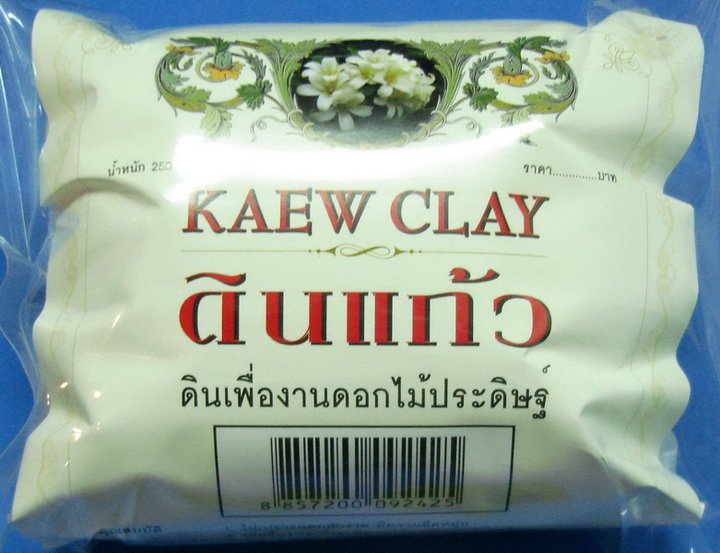 น้ำหนัก 250
ราคา..............บาท
KAEW CLAY
ดินแก้ว
ดินเพื่องานดอกไม้ประดิษฐ์
8 857200 092425